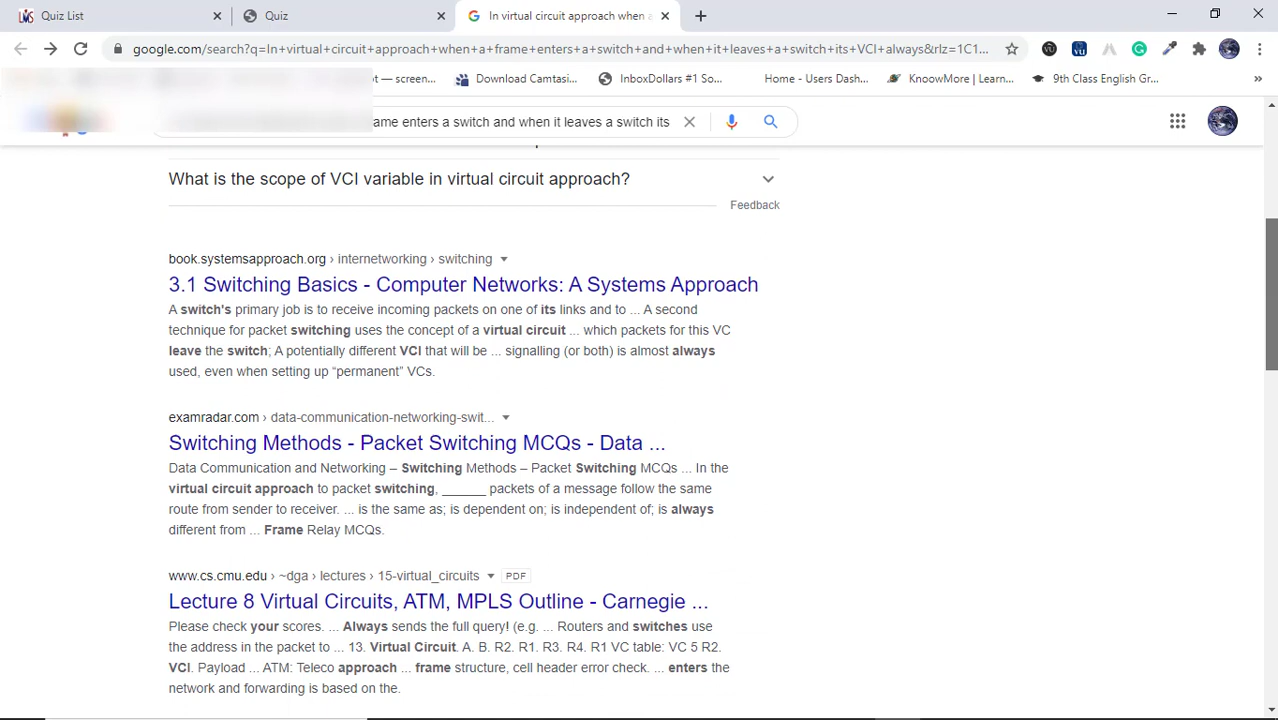 Quiz List
Quiz
In virtual circuit approach when a
google.com/search?q=In+virtual+circuit+approach+when+a+frame+enters+a+switch+and+when+it+leaves+a+switch+its+VCI+always&rlz=1C1...
ot — screen...
Download Camtasi...
InboxDollars #1 So...
Home - Users Dash...
KnoowMore | Learn...
9th Class English Gr...
»
ame enters a switch and when it leaves a switch its
What is the scope of VCI variable in virtual circuit approach?
Feedback
book.systemsapproach.org › internetworking › switching
3.1 Switching Basics - Computer Networks: A Systems Approach
A switch's primary job is to receive incoming packets on one of its links and to ... A second
technique for packet switching uses the concept of a virtual circuit ... which packets for this VC
leave the switch; A potentially different VCI that will be ... signalling (or both) is almost always
used, even when setting up “permanent” VCs.
examradar.com › data-communication-networking-swit...
Switching Methods - Packet Switching MCQs - Data ...
Data Communication and Networking – Switching Methods – Packet Switching MCQs ... In the
virtual circuit approach to packet switching, ______ packets of a message follow the same
route from sender to receiver. ... is the same as; is dependent on; is independent of; is always
different from ... Frame Relay MCQs.
www.cs.cmu.edu › ~dga › lectures › 15-virtual_circuits PDF
Lecture 8 Virtual Circuits, ATM, MPLS Outline - Carnegie ...
Please check your scores. ... Always sends the full query! (e.g. ... Routers and switches use
the address in the packet to ... 13. Virtual Circuit. A. B. R2. R1. R3. R4. R1 VC table: VC 5 R2.
VCI. Payload ... ATM: Teleco approach ... frame structure, cell header error check. ... enters the
network and forwarding is based on the.